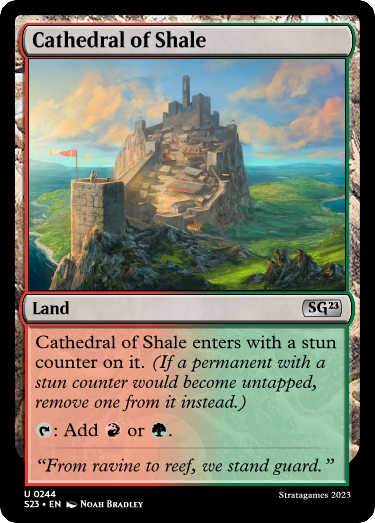 Cathedral of Shale
Land
SG23
Cathedral of Shale enters with a stun
counter on it. (If a permanent with a
stun counter would become untapped,
remove one from it instead.)
: Add or .
“From ravine to reef, we stand guard.”
U 0244
S23 • EN Noah Bradley
Stratagames 2023